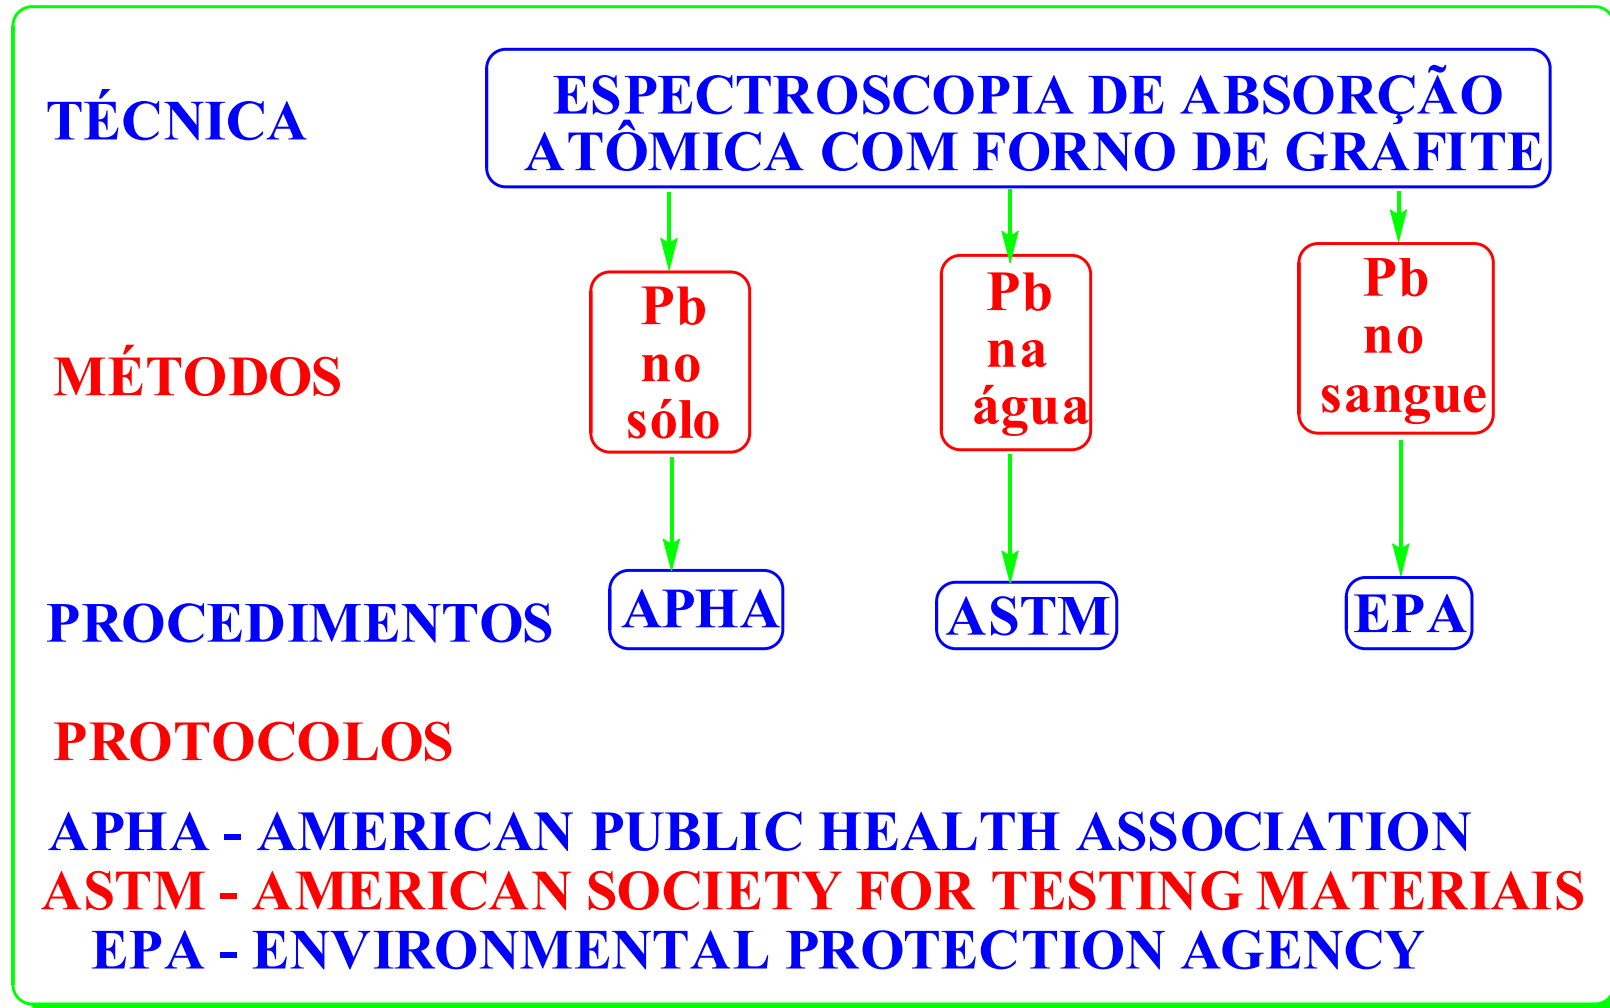 TÉCNICA
ESPECTROSCOPIA DE ABSORÇÃO
ATÔMICA COM FORNO DE GRAFITE
MÉTODOS
Pb
no
sólo
Pb
na
água
Pb
no
sangue
PROCEDIMENTOS
APHA
ASTM
EPA
PROTOCOLOS
APHA - AMERICAN PUBLIC HEALTH ASSOCIATION
ASTM - AMERICAN SOCIETY FOR TESTING MATERIAIS
EPA - ENVIRONMENTAL PROTECTION AGENCY